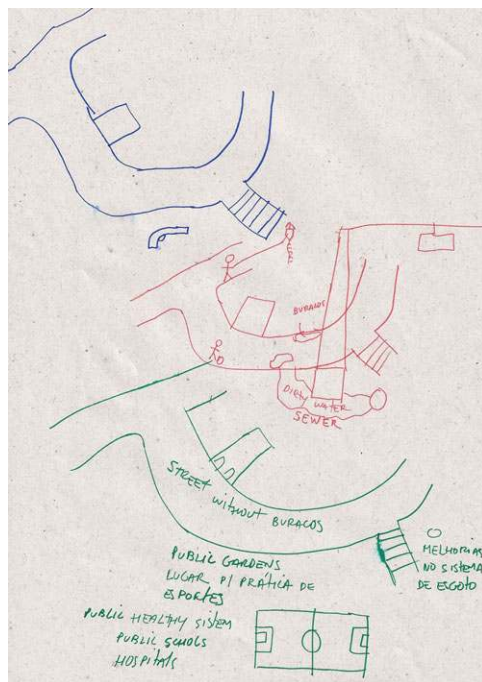 BURACOS
DIRTY WATER
SEWER
STREET WITHOUT BURACOS
PUBLIC GARDENS
LUGAR P/ PRÁTICA DE
ESPORTES
PUBLIC HEALTHY SISTEM
PUBLIC SCHOLS
HOSPITALS
MELHORIAS
NO SISTEMA
DE ESGOTO